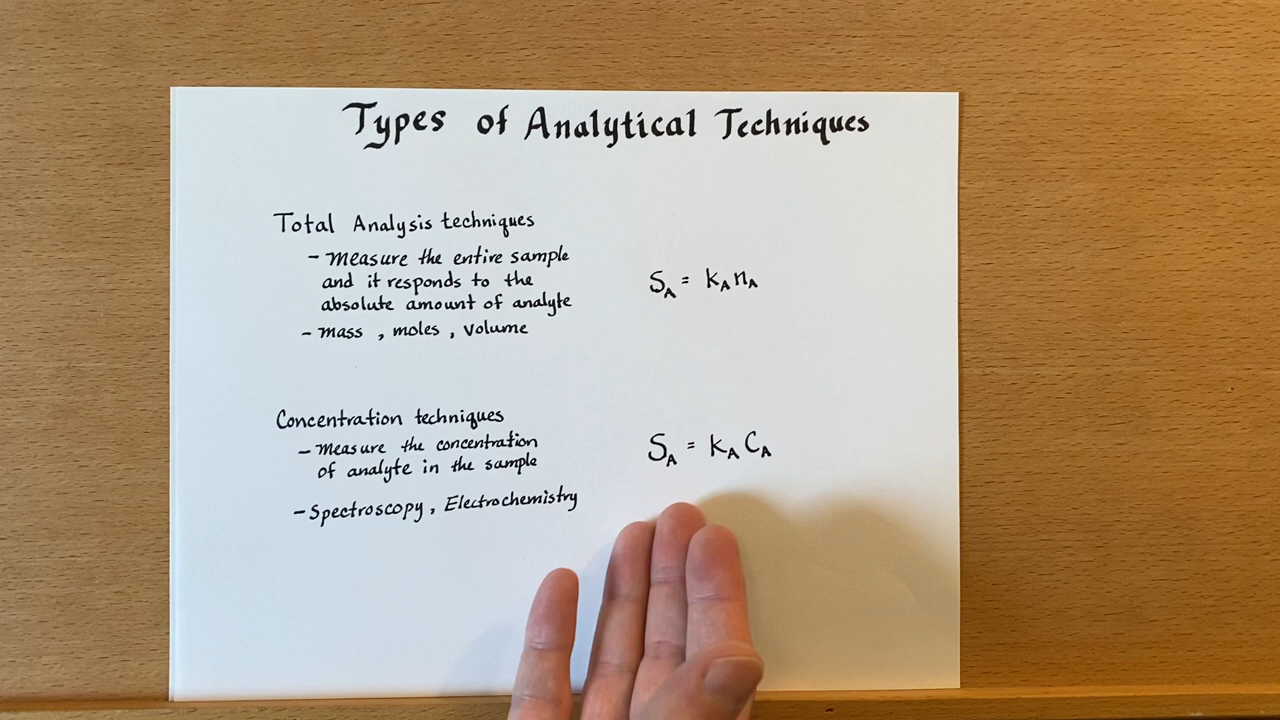 Types of Analytical Techniques
Total Analysis techniques
- measure the entire sample
and it responds to the
absolute amount of analyte
- mass , moles , volume
S_A = k_A n_A
Concentration techniques
- measure the concentration
of analyte in the sample
- Spectroscopy , Electrochemistry
S_A = k_A C_A